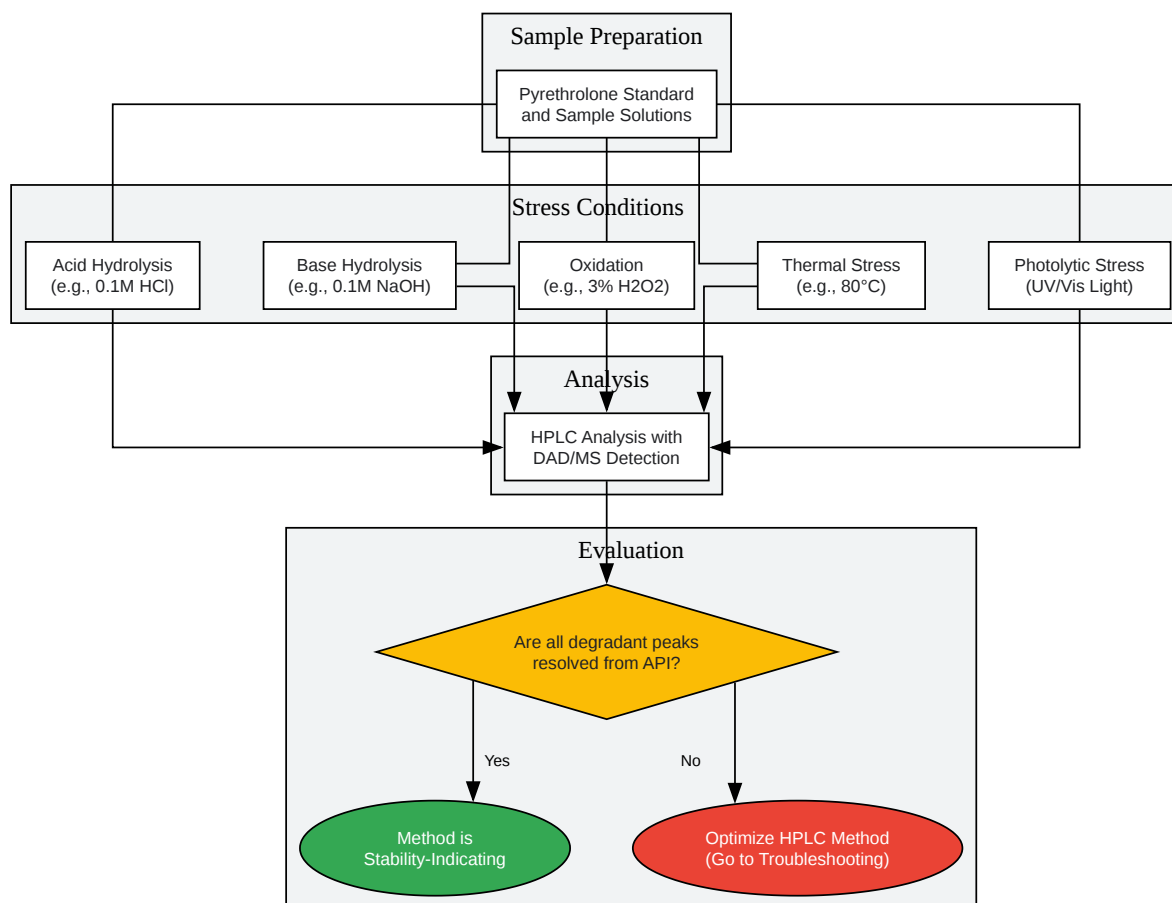 Sample Preparation
Pyrethrolone Standard
and Sample Solutions
Stress Conditions
Acid Hydrolysis
(e.g., 0.1M HCl)
Base Hydrolysis
(e.g., 0.1M NaOH)
Oxidation
(e.g., 3% H2O2)
Thermal Stress
(e.g., 80°C)
Photolytic Stress
(UV/Vis Light)
Analysis
HPLC Analysis with
DAD/MS Detection
Evaluation
Are all degradant peaks
resolved from API?
Yes
No
Method is
Stability-Indicating
Optimize HPLC Method
(Go to Troubleshooting)